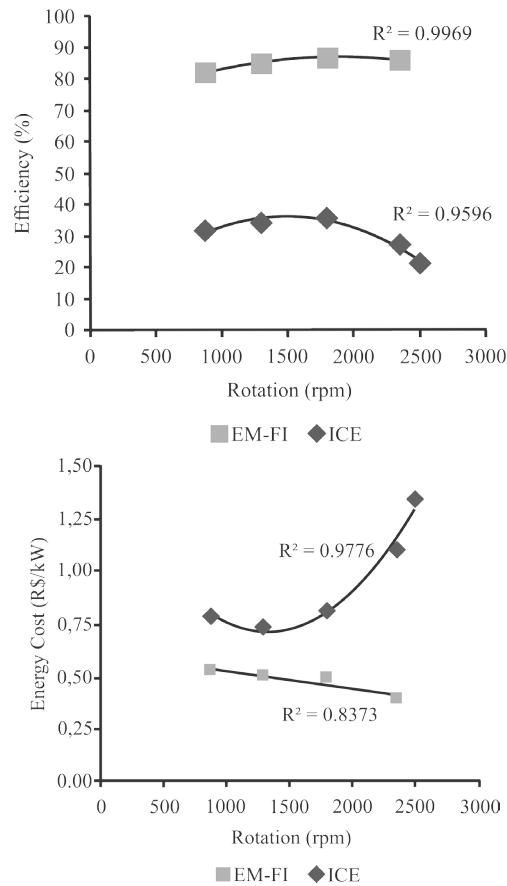 100
90
80
70
60
50
40
30
20
10
0
Efficiency (%)
R² = 0.9969
R² = 0.9596
0 500 1000 1500 2000 2500 3000
Rotation (rpm)
EM-FI ICE
1,50
1,25
1,00
0,75
0,50
0,25
0.00
Energy Cost (R$/kW)
R² = 0.9776
R² = 0.8373
0 500 1000 1500 2000 2500 3000
Rotation (rpm)
EM-FI ICE